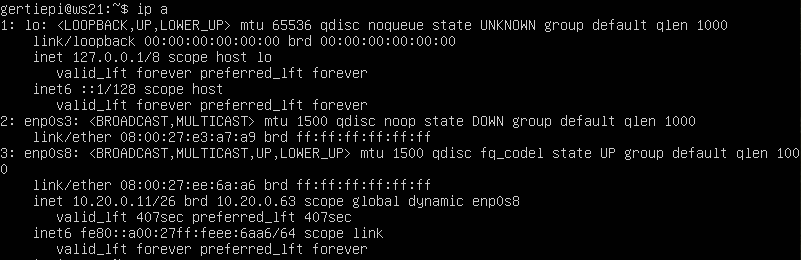 gertiepi@ws21:~$ ip a
1: lo: <LOOPBACK,UP,LOWER_UP> mtu 65536 qdisc noqueue state UNKNOWN group default qlen 1000
    link/loopback 00:00:00:00:00:00 brd 00:00:00:00:00:00
    inet 127.0.0.1/8 scope host lo
       valid_lft forever preferred_lft forever
    inet6 ::1/128 scope host
       valid_lft forever preferred_lft forever
2: enp0s3: <BROADCAST,MULTICAST> mtu 1500 qdisc noop state DOWN group default qlen 1000
    link/ether 08:00:27:e3:a7:a9 brd ff:ff:ff:ff:ff:ff
3: enp0s8: <BROADCAST,MULTICAST,UP,LOWER_UP> mtu 1500 qdisc fq_codel state UP group default qlen 100
0
    link/ether 08:00:27:ee:6a:a6 brd ff:ff:ff:ff:ff:ff
    inet 10.20.0.11/26 brd 10.20.0.63 scope global dynamic enp0s8
       valid_lft 407sec preferred_lft 407sec
    inet6 fe80::a00:27ff:feee:6aa6/64 scope link
       valid_lft forever preferred_lft forever